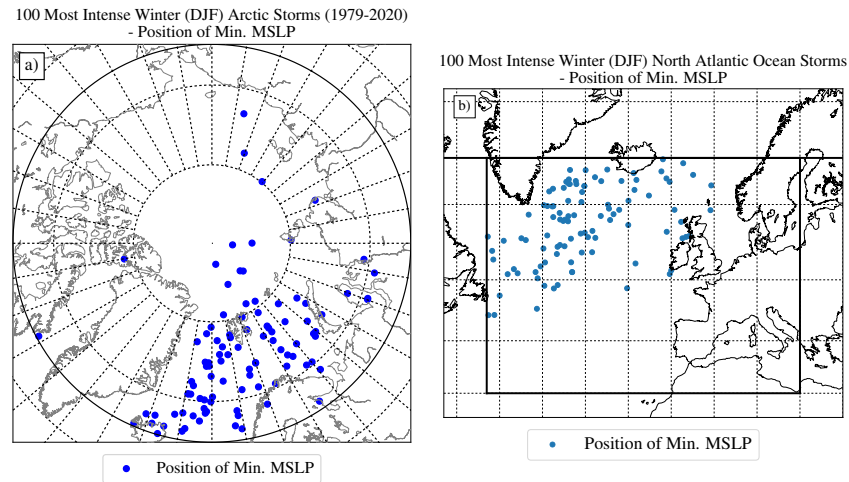 100 Most Intense Winter (DJF) Arctic Storms (1979-2020)
- Position of Min. MSLP
a)
Position of Min. MSLP
100 Most Intense Winter (DJF) North Atlantic Ocean Storms
- Position of Min. MSLP
b)
Position of Min. MSLP